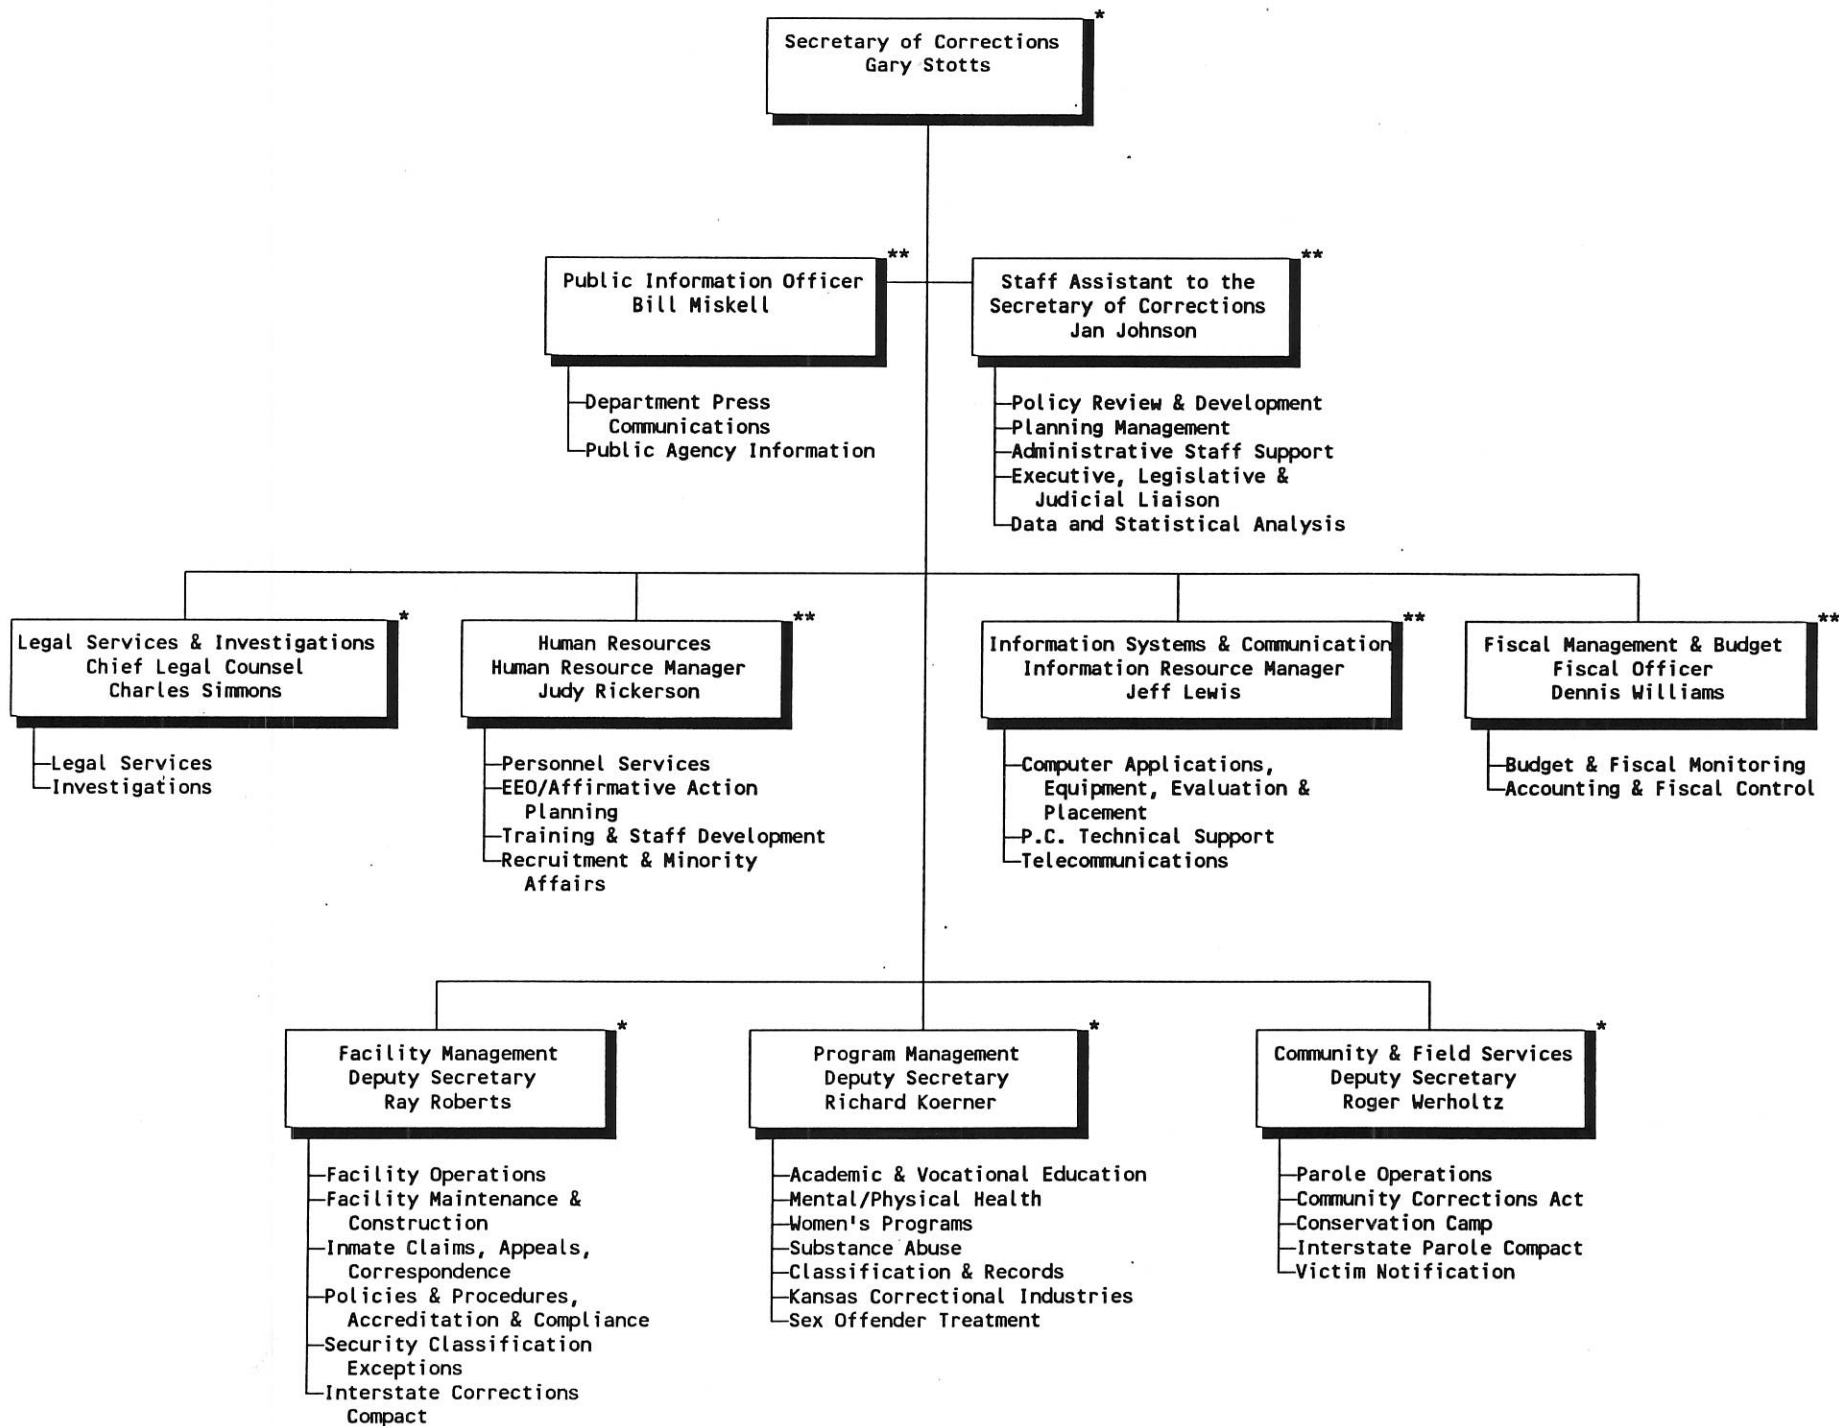 *
Secretary of Corrections
Gary Stotts
**
Public Information Officer
Bill Miskell
Department Press
Communications
Public Agency Information
**
Staff Assistant to the
Secretary of Corrections
Jan Johnson
Policy Review & Development
Planning Management
Administrative Staff Support
Executive, Legislative &
Judicial Liaison
Data and Statistical Analysis
*
Legal Services & Investigations
Chief Legal Counsel
Charles Simmons
Legal Services
Investigations
**
Human Resources
Human Resource Manager
Judy Rickerson
Personnel Services
EEO/Affirmative Action
Planning
Training & Staff Development
Recruitment & Minority
Affairs
**
Information Systems & Communication
Information Resource Manager
Jeff Lewis
Computer Applications,
Equipment, Evaluation &
Placement
P.C. Technical Support
Telecommunications
**
Fiscal Management & Budget
Fiscal Officer
Dennis Williams
Budget & Fiscal Monitoring
Accounting & Fiscal Control
*
Facility Management
Deputy Secretary
Ray Roberts
Facility Operations
Facility Maintenance &
Construction
Inmate Claims, Appeals,
Correspondence
Policies & Procedures,
Accreditation & Compliance
Security Classification
Exceptions
Interstate Corrections
Compact
*
Program Management
Deputy Secretary
Richard Koerner
Academic & Vocational Education
Mental/Physical Health
Women's Programs
Substance Abuse
Classification & Records
Kansas Correctional Industries
Sex Offender Treatment
*
Community & Field Services
Deputy Secretary
Roger Werholtz
Parole Operations
Community Corrections Act
Conservation Camp
Interstate Parole Compact
Victim Notification